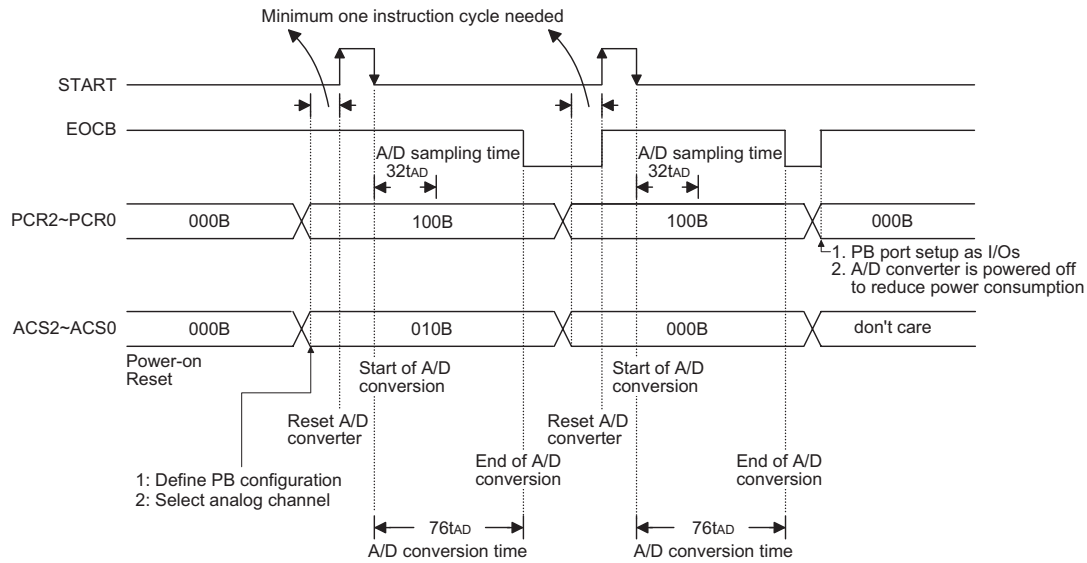 Minimum one instruction cycle needed
START
EOCB
A/D sampling time
32tAD
A/D sampling time
32tAD
PCR2~PCR0
000B
100B
100B
000B
1. PB port setup as I/Os
2. A/D converter is powered off
to reduce power consumption
ACS2~ACS0
000B
010B
000B
don't care
Power-on
Reset
Start of A/D
conversion
Start of A/D
conversion
Reset A/D
converter
Reset A/D
converter
1: Define PB configuration
2: Select analog channel
End of A/D
conversion
End of A/D
conversion
76tAD
A/D conversion time
76tAD
A/D conversion time